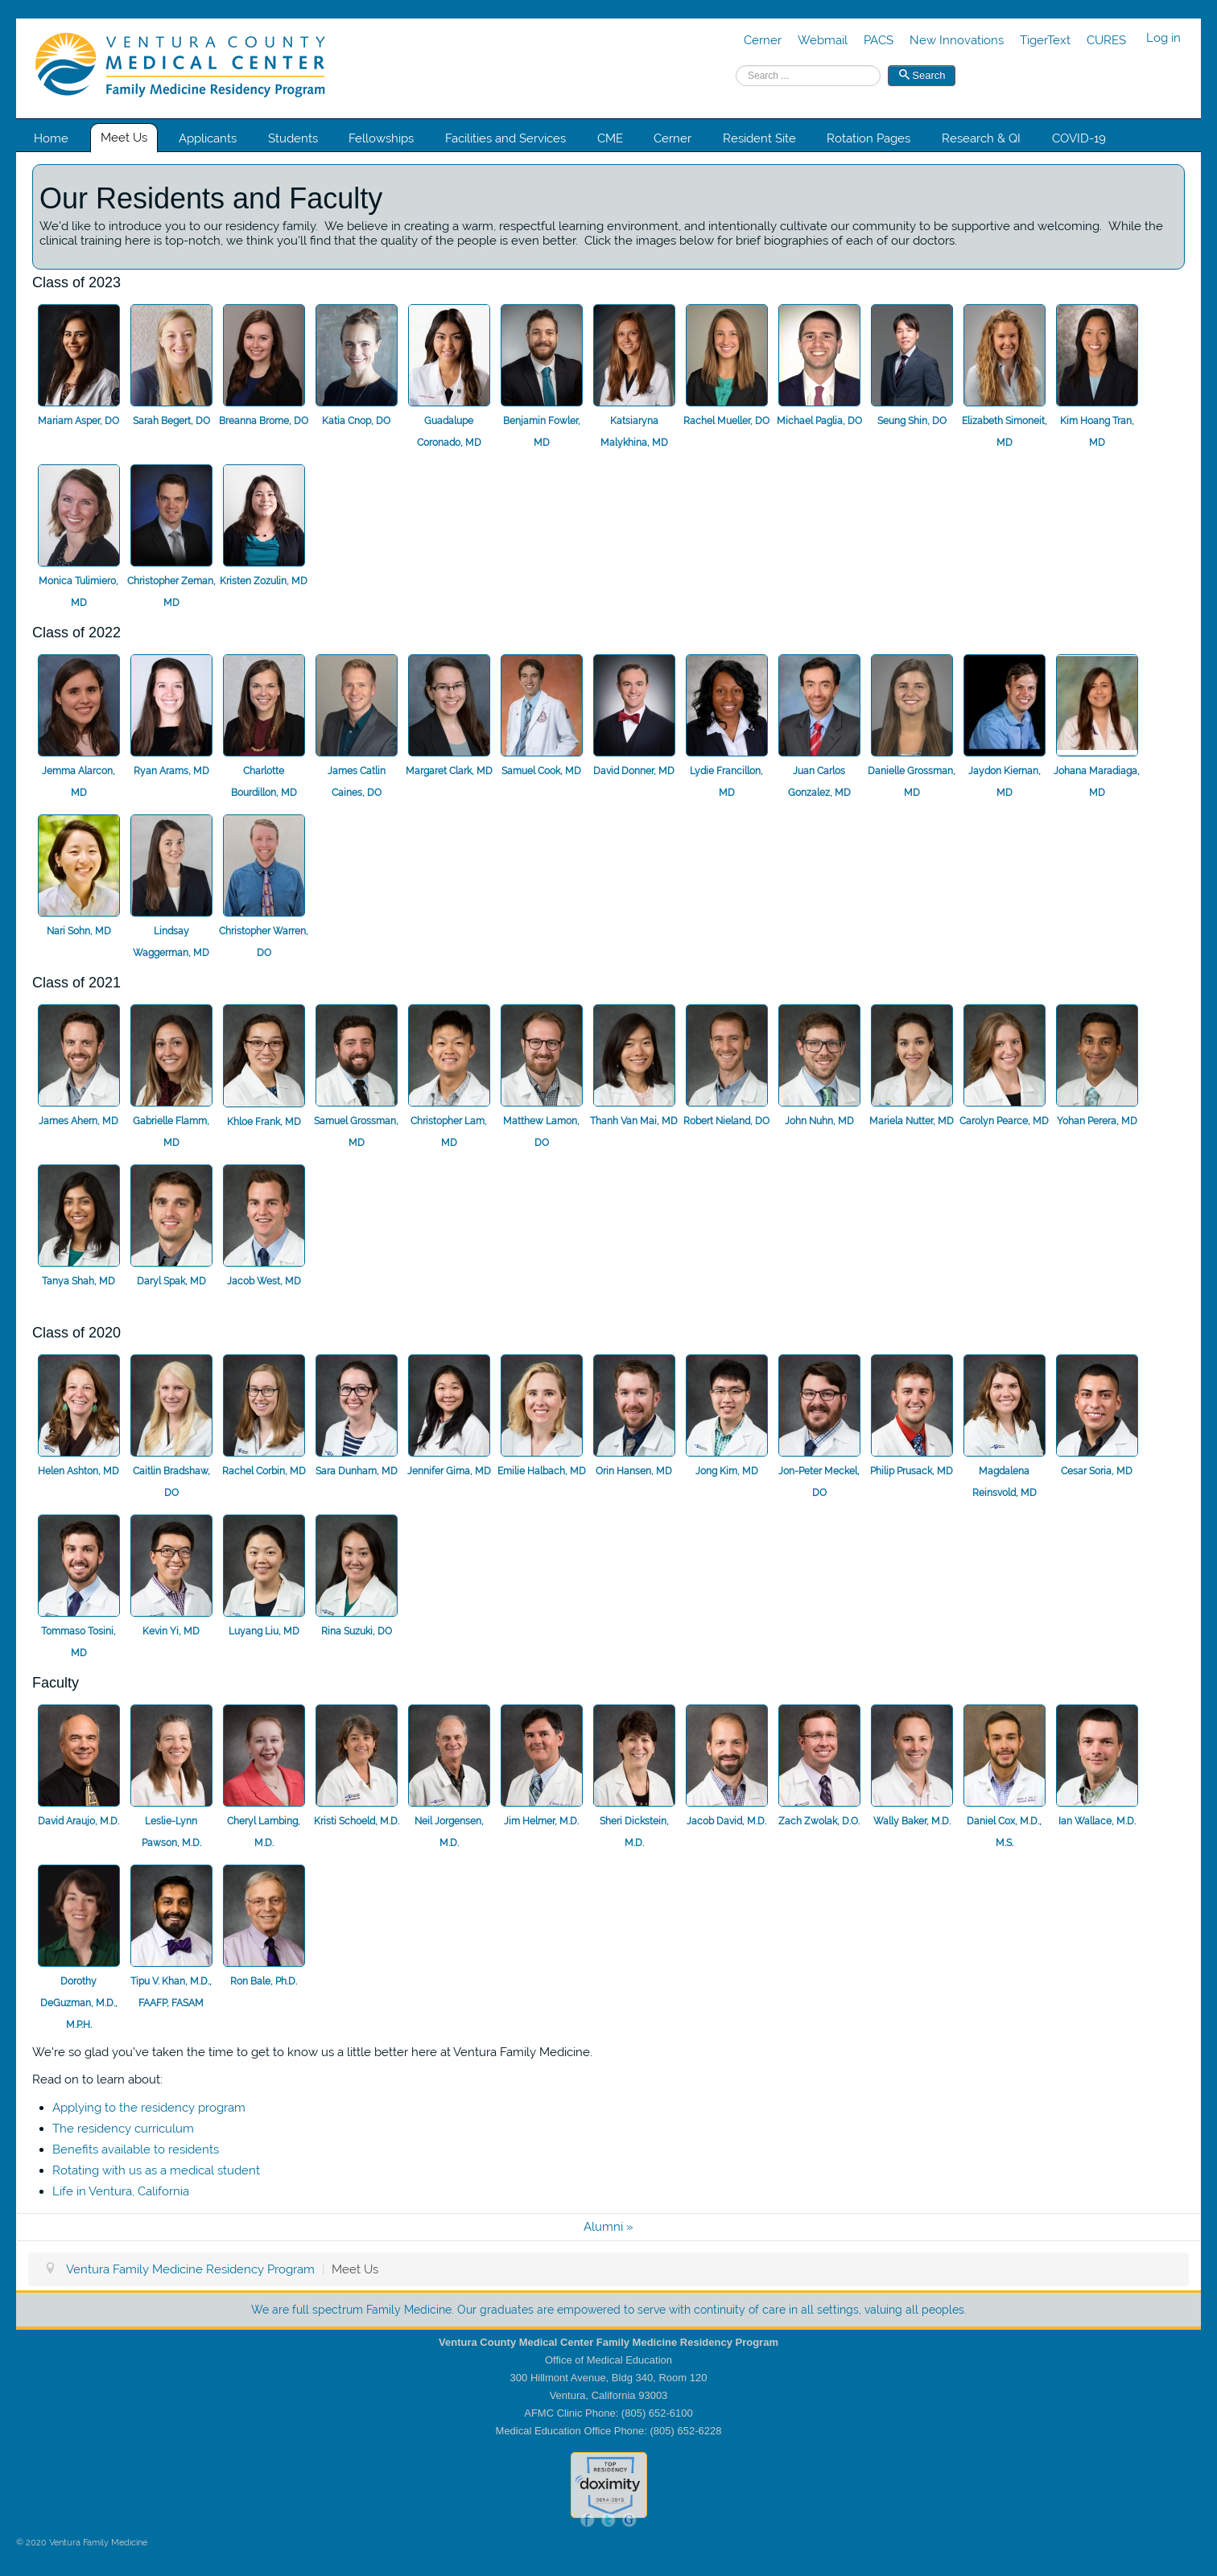 VENTURA COUNTY
MEDICAL CENTER
Family Medicine Residency Program
Cerner Webmail PACS New Innovations TigerText CURES Log in
Search ... Search
Home Meet Us Applicants Students Fellowships Facilities and Services CME Cerner Resident Site Rotation Pages Research & QI COVID-19
Our Residents and Faculty
We'd like to introduce you to our residency family. We believe in creating a warm, respectful learning environment, and intentionally cultivate our community to be supportive and welcoming. While the
clinical training here is top-notch, we think you'll find that the quality of the people is even better. Click the images below for brief biographies of each of our doctors.
Class of 2023
Mariam Asper, DO Sarah Begert, DO Breanna Brome, DO Katia Cnop, DO Guadalupe Benjamin Fowler, Katsiaryna Rachel Mueller, DO Michael Paglia, DO Seung Shin, DO Elizabeth Simoneit, Kim Hoang Tran,
Coronado, MD MD Malykhina, MD MD MD
Monica Tulimiero, Christopher Zeman, Kristen Zozulin, MD
MD MD
Class of 2022
Jemma Alarcon, Ryan Arams, MD Charlotte James Catlin Margaret Clark, MD Samuel Cook, MD David Donner, MD Lydie Francillon, Juan Carlos Danielle Grossman, Jaydon Kiernan, Johana Maradiaga,
MD Bourdillon, MD Caines, DO MD Gonzalez, MD MD MD MD
Nari Sohn, MD Lindsay Christopher Warren,
Waggerman, MD DO
Class of 2021
James Ahern, MD Gabrielle Flamm, Khloe Frank, MD Samuel Grossman, Christopher Lam, Matthew Lamon, Thanh Van Mai, MD Robert Nieland, DO John Nuhn, MD Mariela Nutter, MD Carolyn Pearce, MD Yohan Perera, MD
MD MD MD DO
Tanya Shah, MD Daryl Spak, MD Jacob West, MD
Class of 2020
Helen Ashton, MD Caitlin Bradshaw, Rachel Corbin, MD Sara Dunham, MD Jennifer Gima, MD Emilie Halbach, MD Orin Hansen, MD Jong Kim, MD Jon-Peter Meckel, Philip Prusack, MD Magdalena Cesar Soria, MD
DO DO Reinsvold, MD
Tommaso Tosini, Kevin Yi, MD Luyang Liu, MD Rina Suzuki, DO
MD
Faculty
David Araujo, M.D. Leslie-Lynn Cheryl Lambing, Kristi Schoeld, M.D. Neil Jorgensen, Jim Helmer, M.D. Sheri Dickstein, Jacob David, M.D. Zach Zwolak, D.O. Wally Baker, M.D. Daniel Cox, M.D., Ian Wallace, M.D.
Pawson, M.D. M.D. M.D. M.D. M.S.
Dorothy Tipu V. Khan, M.D., Ron Bale, Ph.D.
DeGuzman, M.D., FAAFP, FASAM
M.P.H.
We're so glad you've taken the time to get to know us a little better here at Ventura Family Medicine.
Read on to learn about:
Applying to the residency program
The residency curriculum
Benefits available to residents
Rotating with us as a medical student
Life in Ventura, California
Alumni »
Ventura Family Medicine Residency Program | Meet Us
We are full spectrum Family Medicine. Our graduates are empowered to serve with continuity of care in all settings, valuing all peoples.
Ventura County Medical Center Family Medicine Residency Program
Office of Medical Education
300 Hillmont Avenue, Bldg 340, Room 120
Ventura, California 93003
AFMC Clinic Phone: (805) 652-6100
Medical Education Office Phone: (805) 652-6228
TOP
RESIDENCY
doximity
2014-2015
f t G
© 2020 Ventura Family Medicine